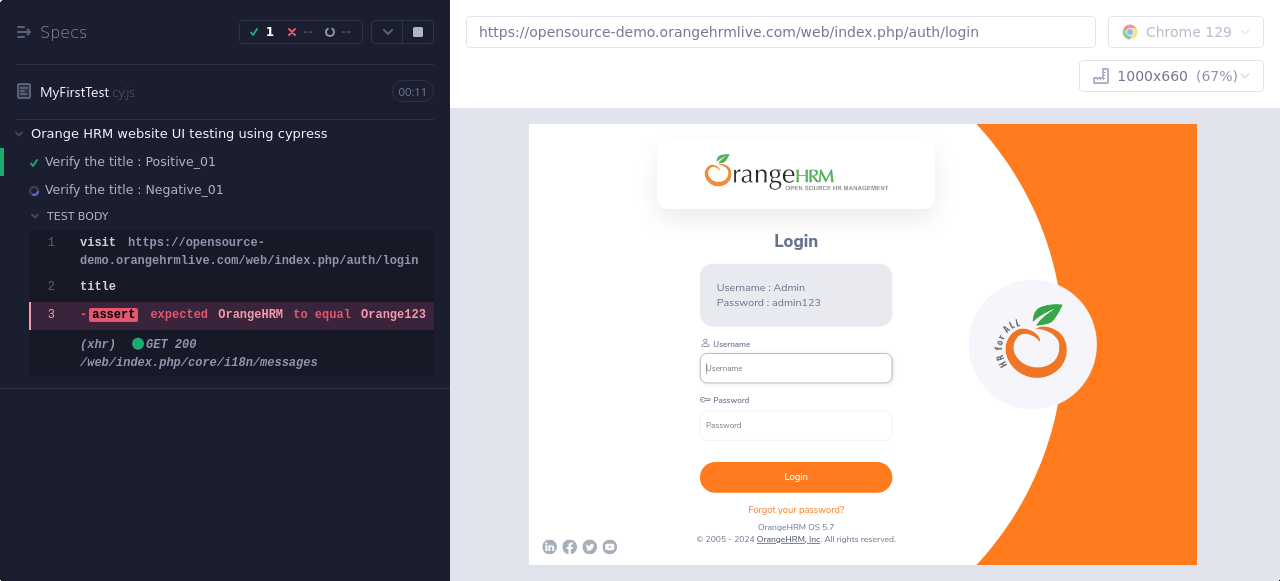 Specs
1 -- --
MyFirstTest.cy.js 00:11
Orange HRM website UI testing using cypress
Verify the title : Positive_01
Verify the title : Negative_01
TEST BODY
1 visit https://opensource-
demo.orangehrmlive.com/web/index.php/auth/login
2 title
3 -assert expected OrangeHRM to equal Orange123
(xhr) GET 200
/web/index.php/core/i18n/messages
https://opensource-demo.orangehrmlive.com/web/index.php/auth/login
Chrome 129
1000x660 (67%)
OrangeHRM
OPEN SOURCE HR MANAGEMENT
Login
Username : Admin
Password : admin123
Username
Username
Password
Password
Login
Forgot your password?
OrangeHRM OS 5.7
© 2005 - 2024 OrangeHRM, Inc. All rights reserved.
HR for ALL